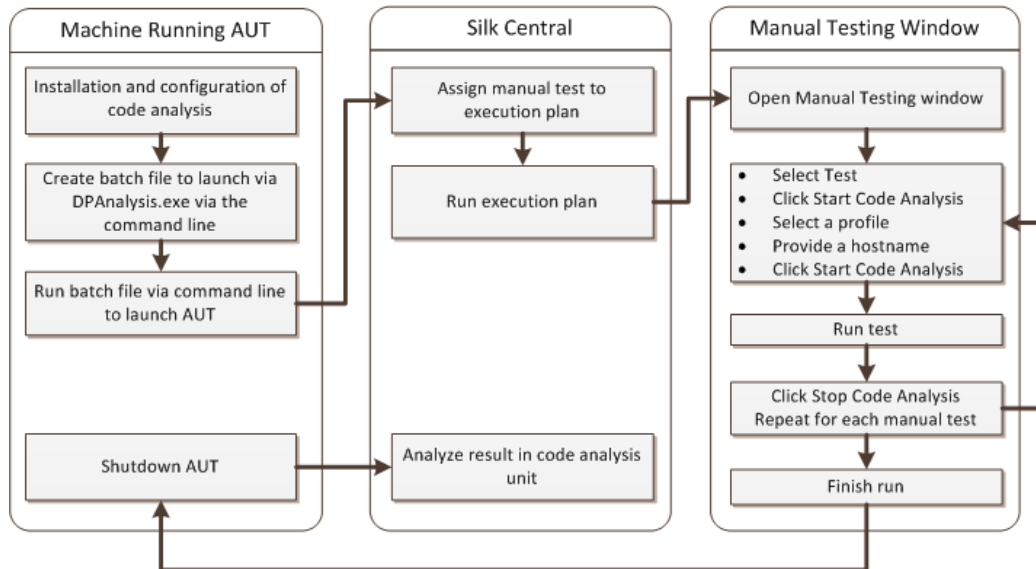 Machine Running AUT
Installation and configuration of
code analysis
Create batch file to launch via
DPAnalysis.exe via the
command line
Run batch file via command line
to launch AUT
Shutdown AUT
Silk Central
Assign manual test to
execution plan
Run execution plan
Analyze result in code analysis
unit
Manual Testing Window
Open Manual Testing window
• Select Test
• Click Start Code Analysis
• Select a profile
• Provide a hostname
• Click Start Code Analysis
Run test
Click Stop Code Analysis
Repeat for each manual test
Finish run